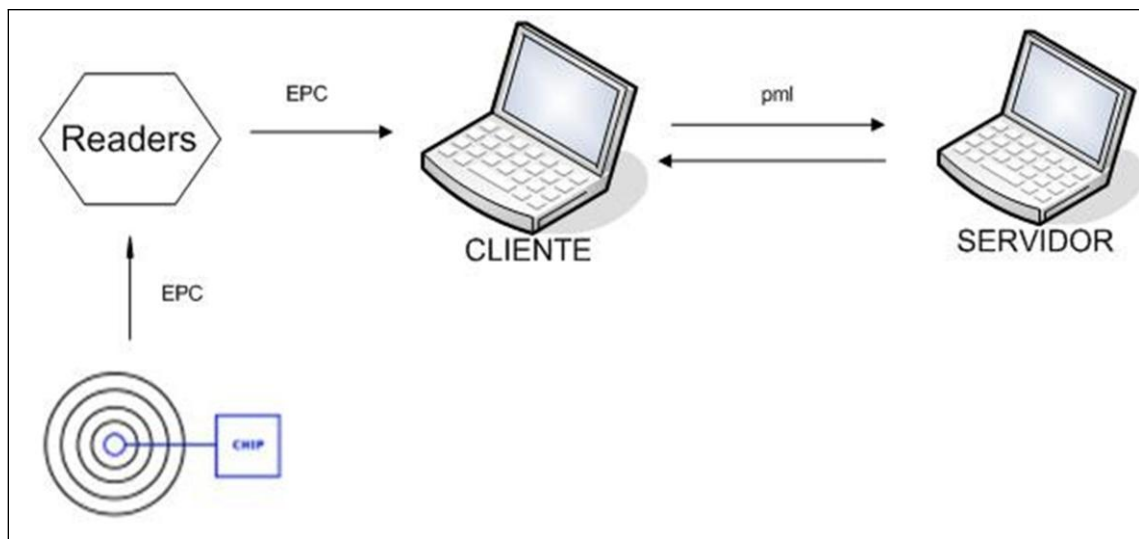 Readers
EPC
CLIENTE
pml
SERVIDOR
EPC
CHIP